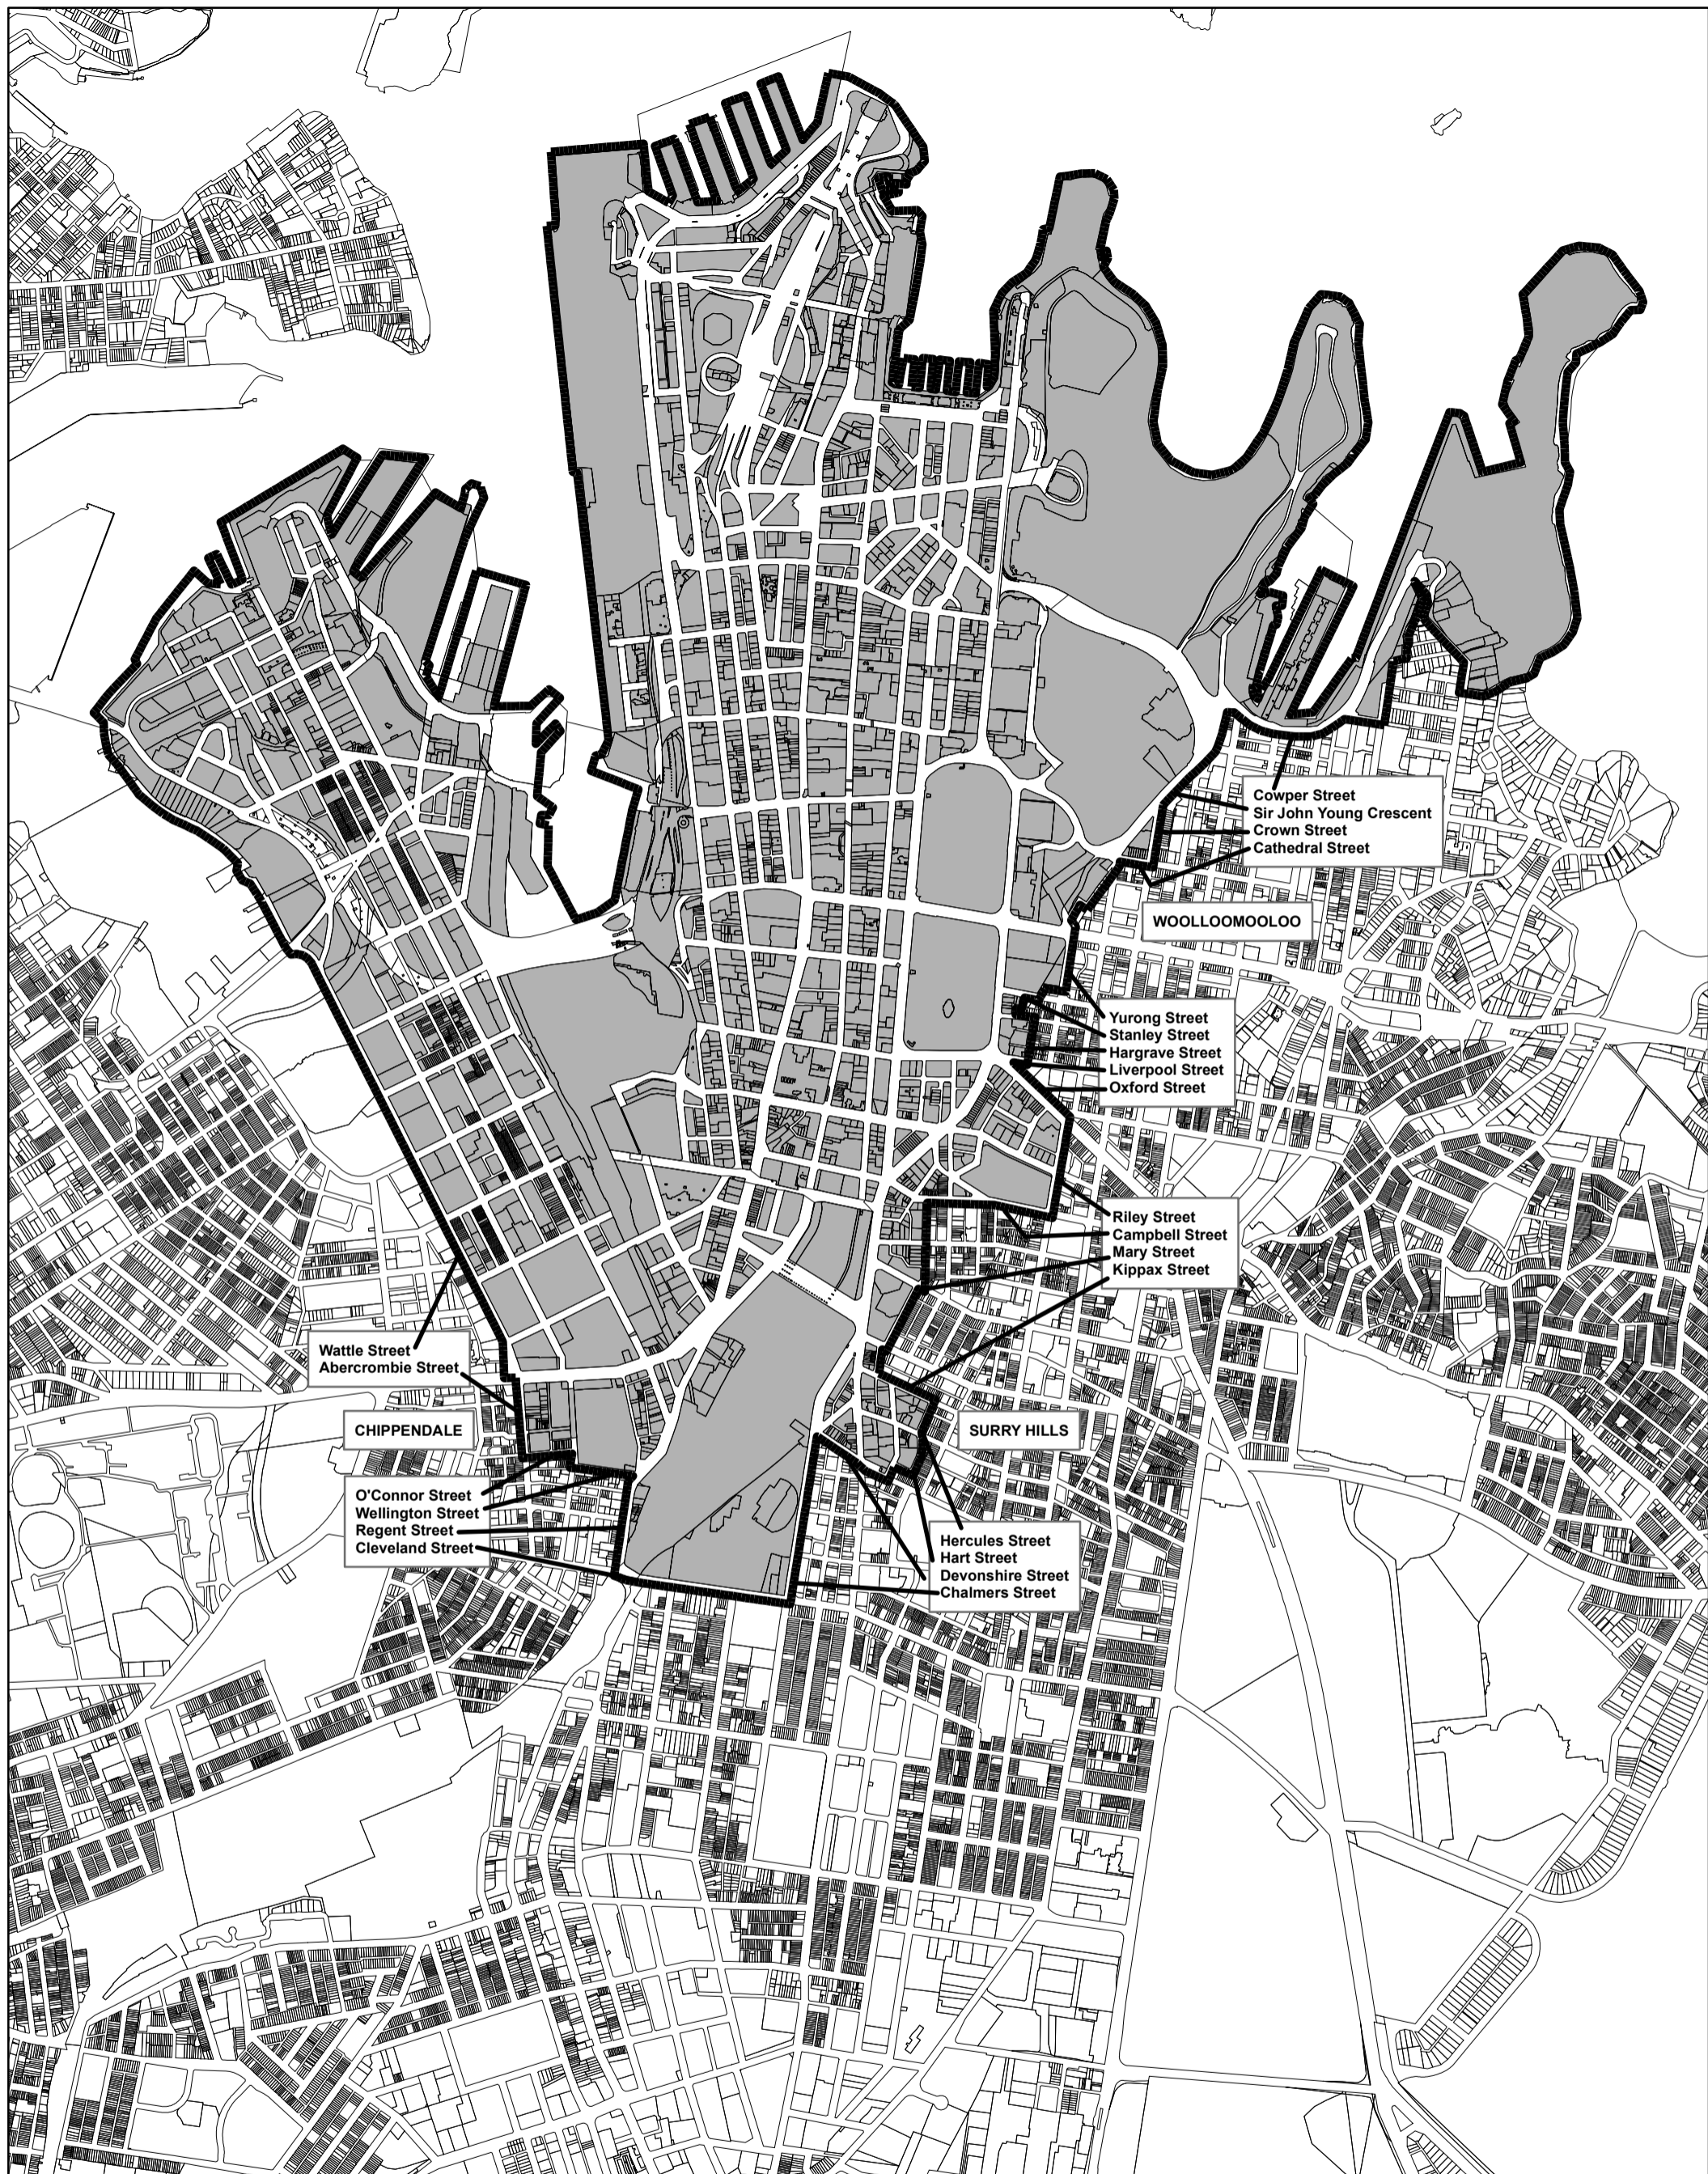 Cowper Street
Sir John Young Crescent
Crown Street
Cathedral Street
WOOLLOOMOOLOO
Yurong Street
Stanley Street
Hargrave Street
Liverpool Street
Oxford Street
Riley Street
Campbell Street
Mary Street
Kippax Street
Wattle Street
Abercrombie Street
CHIPPENDALE
SURRY HILLS
O'Connor Street
Wellington Street
Regent Street
Cleveland Street
Hercules Street
Hart Street
Devonshire Street
Chalmers Street